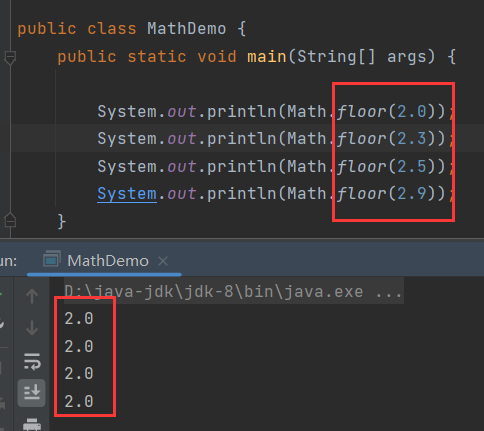 public class MathDemo {
public static void main(String[] args) {
System.out.println(Math.floor(2.0));
System.out.println(Math.floor(2.3));
System.out.println(Math.floor(2.5));
System.out.println(Math.floor(2.9));
}
un: MathDemo ×
D:\java-jdk\jdk-8\bin\java.exe ...
2.0
2.0
2.0
2.0